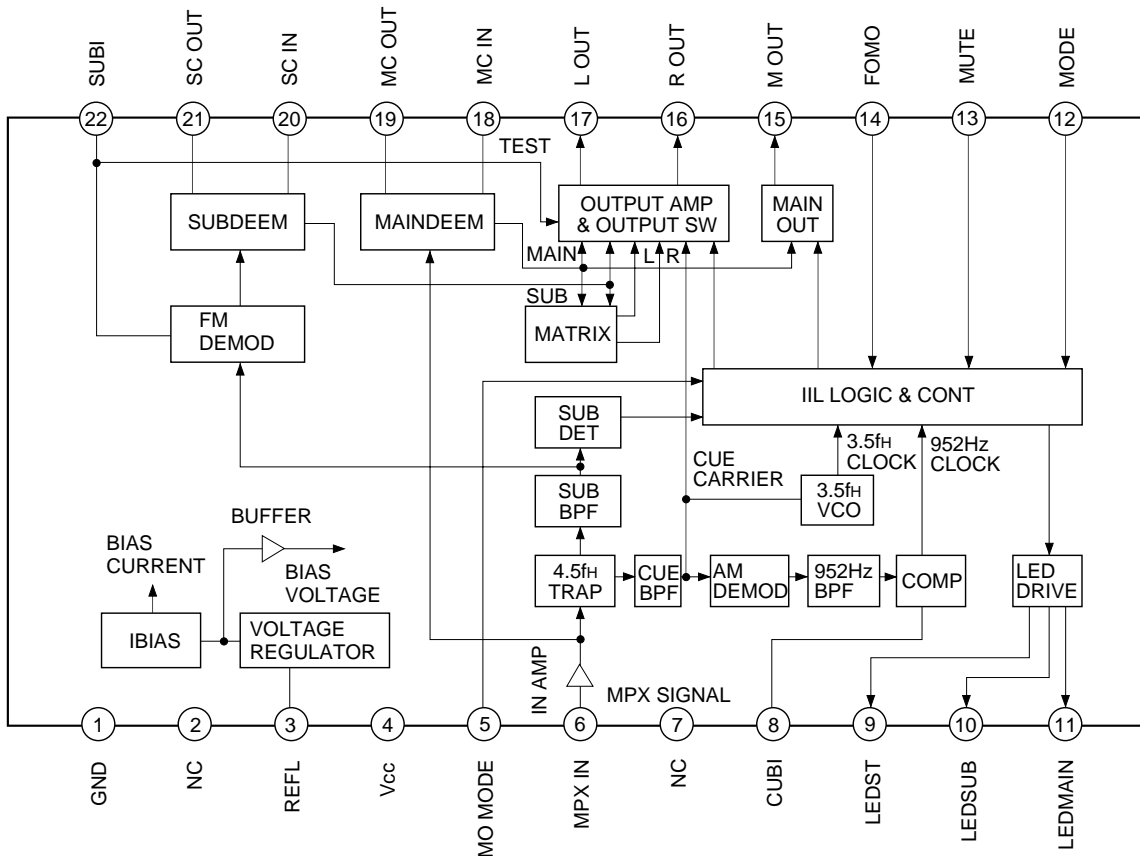 SUBI
SC OUT
SC IN
MC OUT
MC IN
L OUT
R OUT
M OUT
FOMO
MUTE
MODE
22
21
20
19
18
17
16
15
14
13
12
TEST
SUBDEEM
MAINDEEM
OUTPUT AMP
& OUTPUT SW
MAIN
OUT
MAIN
L R
SUB
FM
DEMOD
MATRIX
IIL LOGIC & CONT
SUB
DET
3.5fH
CLOCK
952Hz
CLOCK
CUE
CARRIER
SUB
BPF
3.5fH
VCO
BUFFER
BIAS
CURRENT
BIAS
VOLTAGE
4.5fH
TRAP
CUE
BPF
AM
DEMOD
952Hz
BPF
COMP
LED
DRIVE
IBIAS
VOLTAGE
REGULATOR
IN AMP
MPX SIGNAL
1
2
3
4
5
6
7
8
9
10
11
GND
NC
REFL
Vcc
MO MODE
MPX IN
NC
CUBI
LEDST
LEDSUB
LEDMAIN